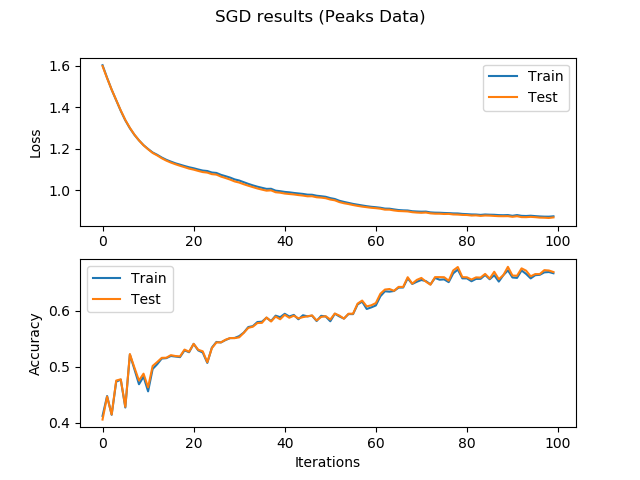 SGD results (Peaks Data)
1.6
1.4
1.2
1.0
Loss
Train
Test
0 20 40 60 80 100
0.6
0.5
0.4
Accuracy
Train
Test
0 20 40 60 80 100
Iterations